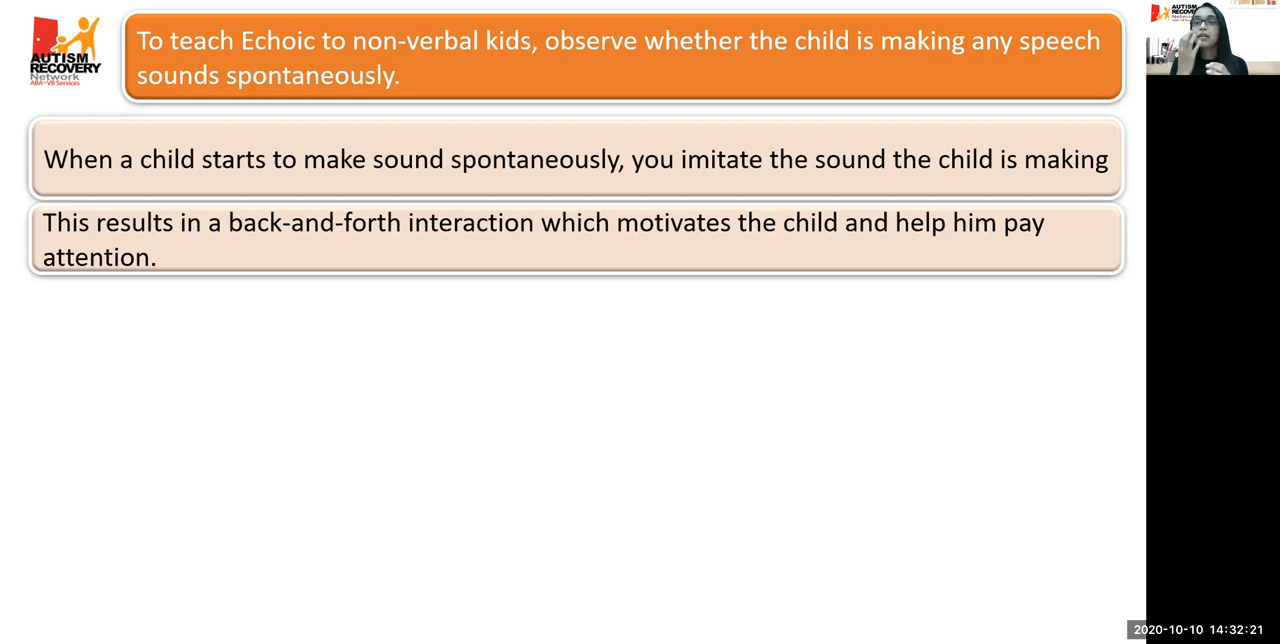 AUTISM
RECOVERY
Network
ABA-VB Services
To teach Echoic to non-verbal kids, observe whether the child is making any speech
sounds spontaneously.
When a child starts to make sound spontaneously, you imitate the sound the child is making
This results in a back-and-forth interaction which motivates the child and help him pay
attention.
2020-10-10 14:32:21